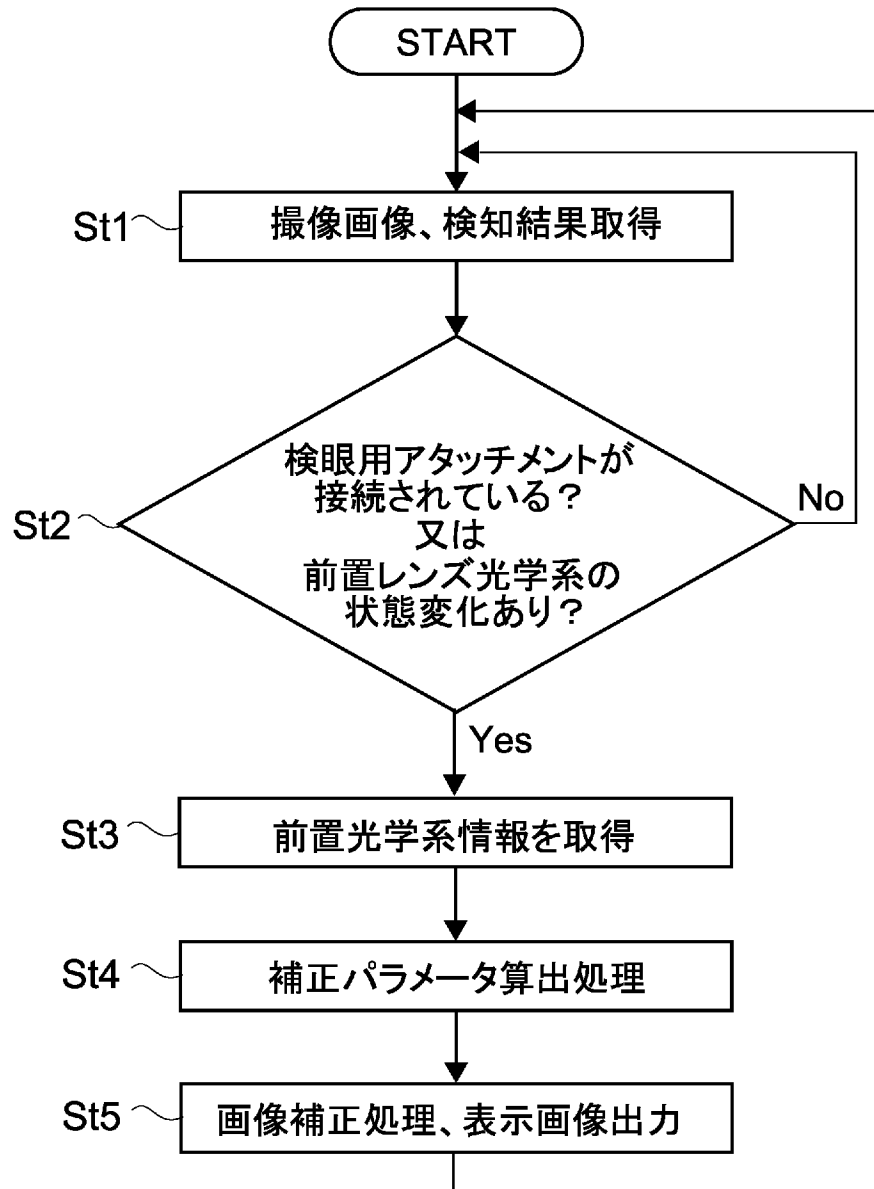 START
St1
撮像画像、検知結果取得
St2
検眼用アタッチメントが
接続されている？
又は
前置レンズ光学系の
状態変化あり？
No
Yes
St3
前置光学系情報を取得
St4
補正パラメータ算出処理
St5
画像補正処理、表示画像出力